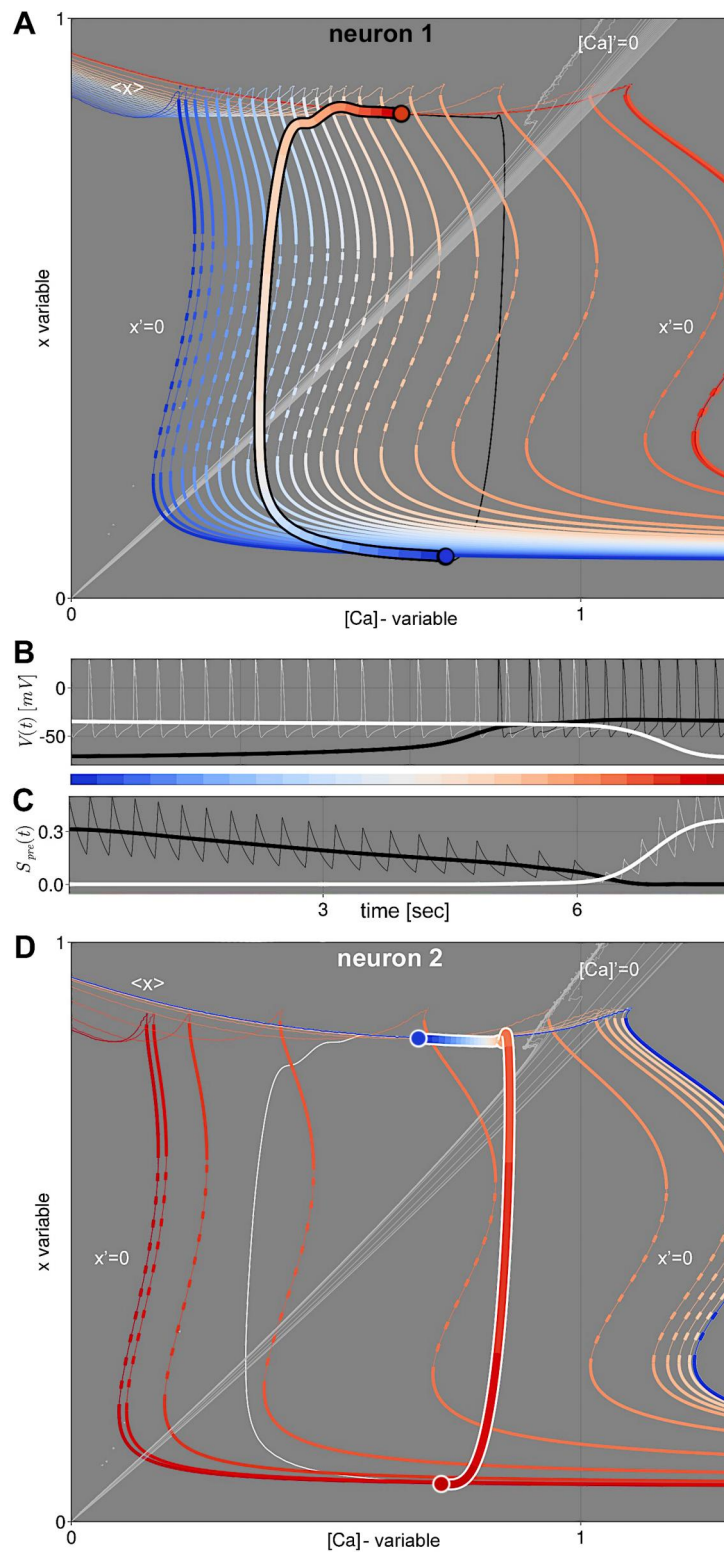 A
1
neuron 1
[Ca]'=0
<x>
x variable
x'=0
x'=0
0
0
[Ca]- variable
1
B
V(t) [mV]
0
-50
C
S_pre(t)
0.3
0.0
3
time [sec]
6
D
1
neuron 2
[Ca]'=0
<x>
x variable
x'=0
x'=0
0
0
[Ca]- variable
1